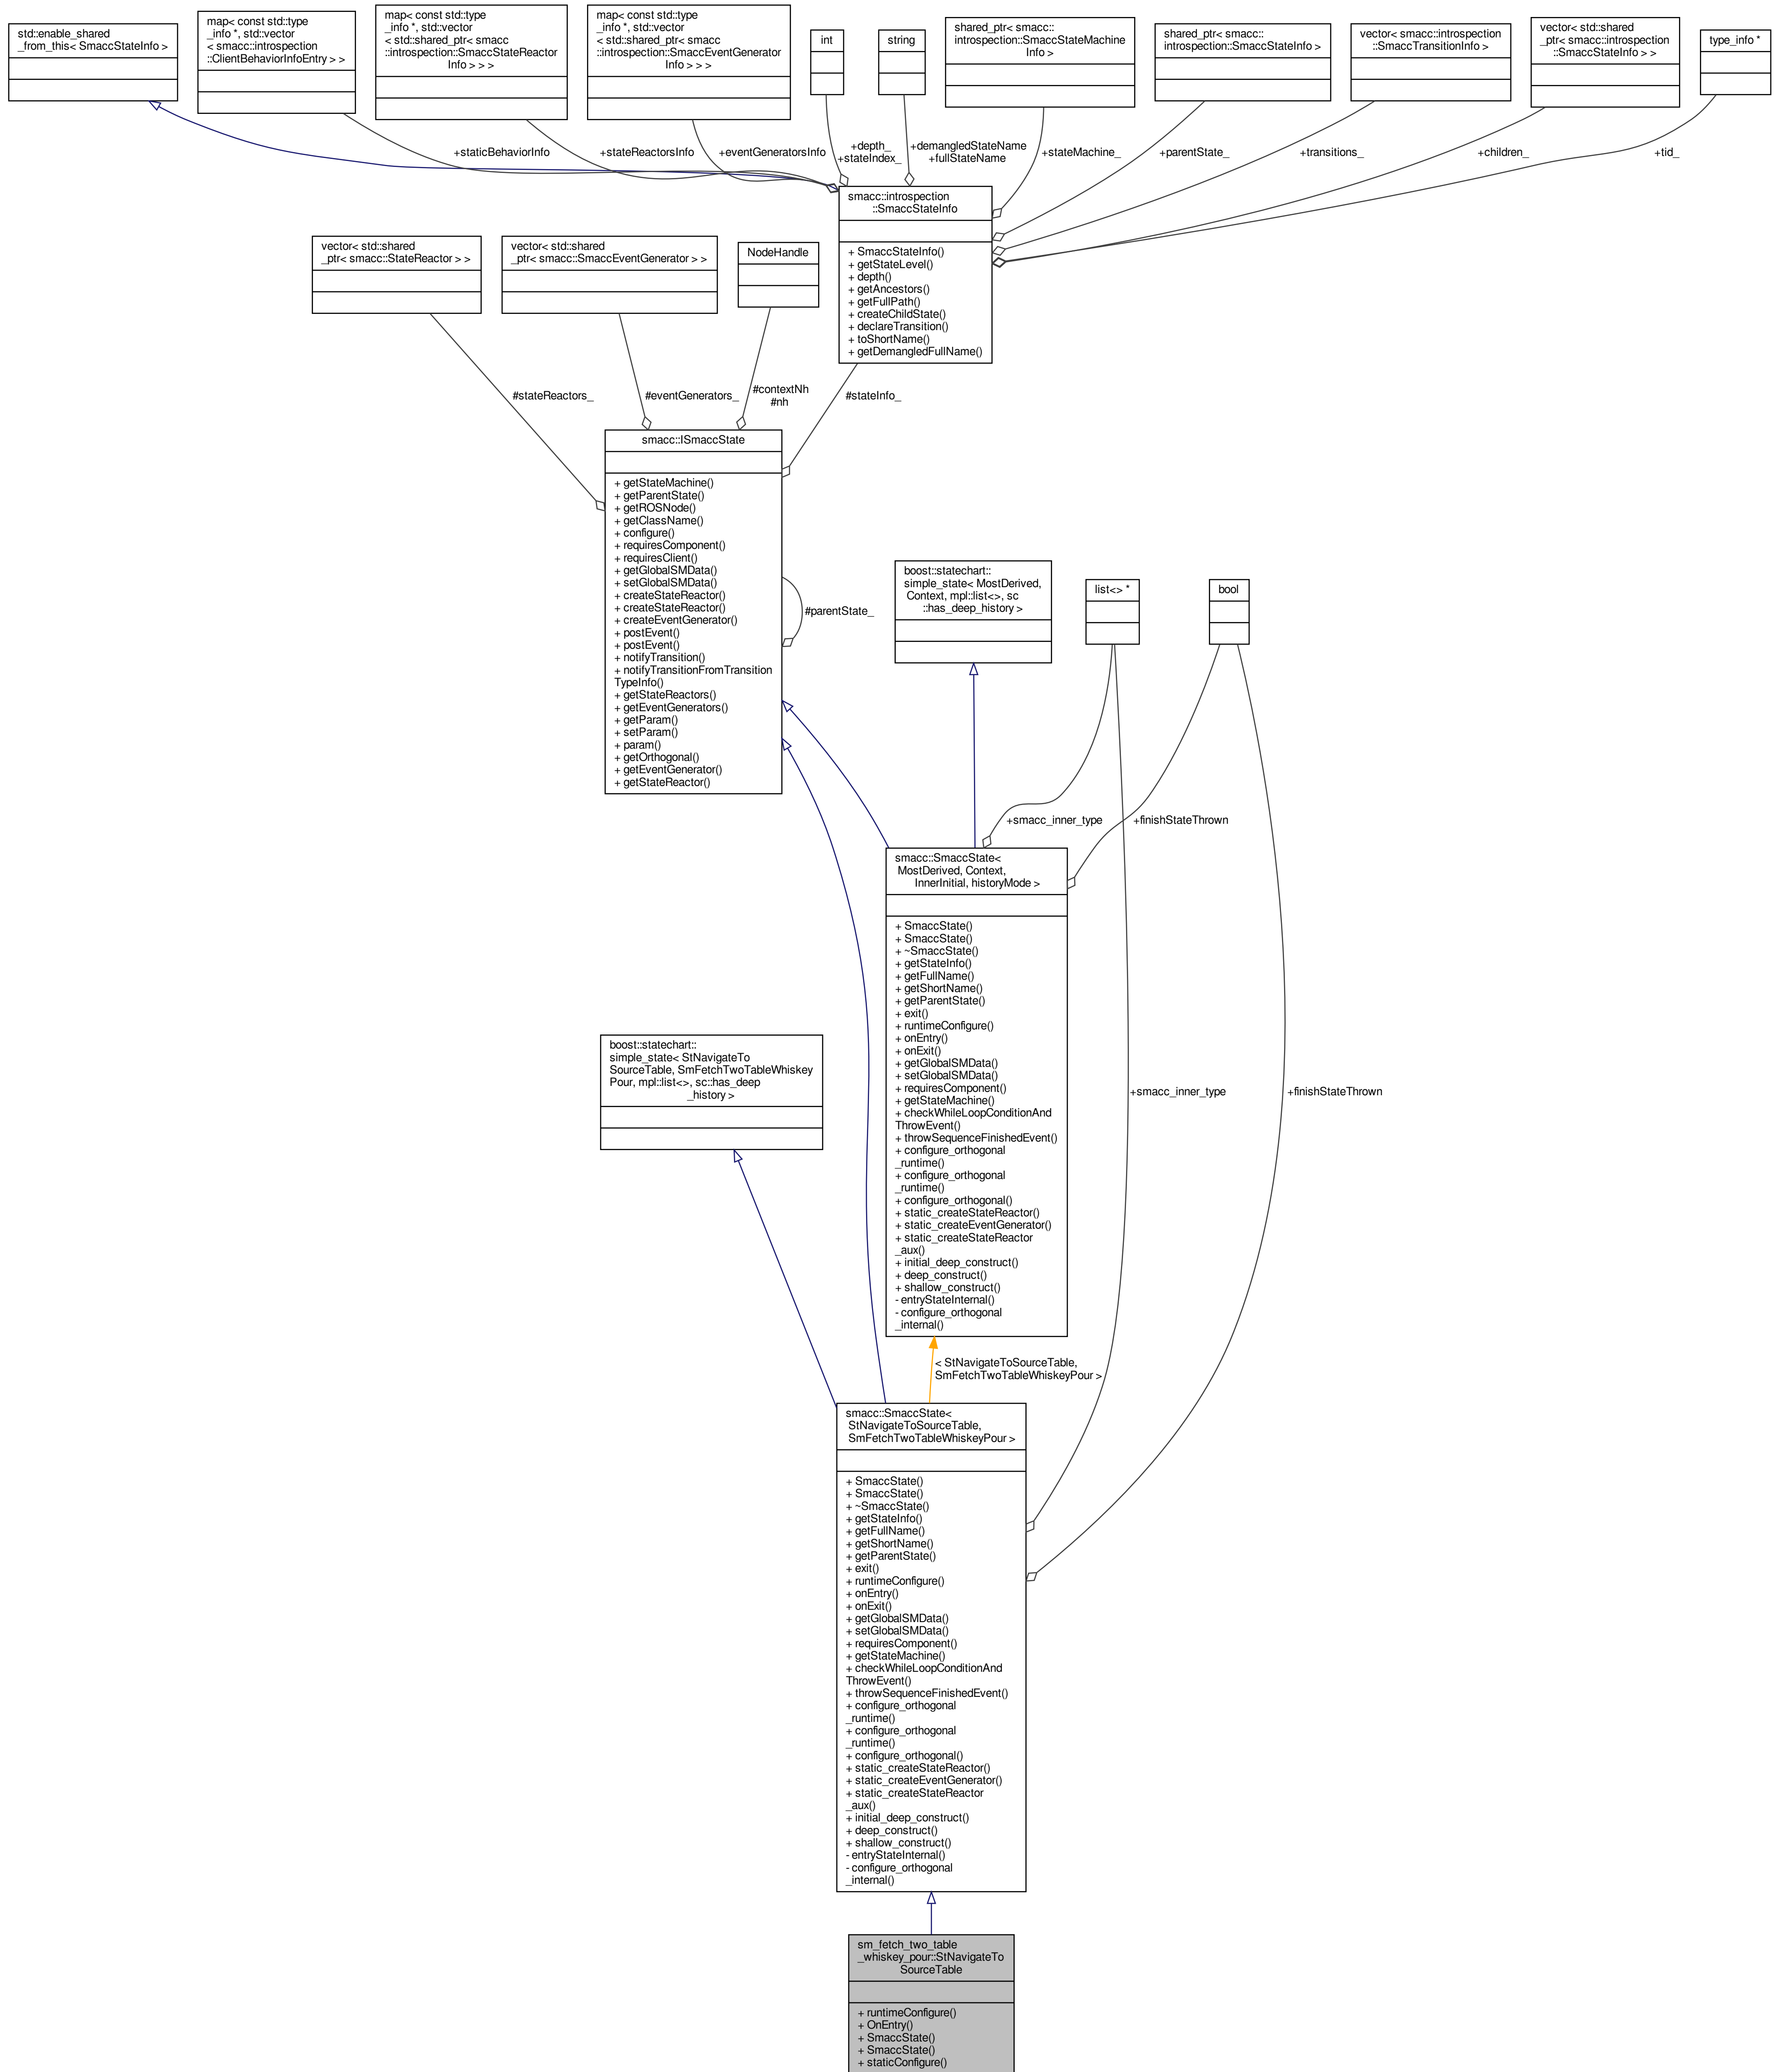 std::enable_shared
_from_this< SmaccStateInfo >
map< const std::type
_info *, std::vector
< smacc::introspection
::ClientBehaviorInfoEntry > >
map< const std::type
_info *, std::vector
< std::shared_ptr< smacc
::introspection::SmaccStateReactor
Info > > >
map< const std::type
_info *, std::vector
< std::shared_ptr< smacc
::introspection::SmaccEventGenerator
Info > > >
int
string
shared_ptr< smacc::
introspection::SmaccStateMachine
Info >
shared_ptr< smacc::
introspection::SmaccStateInfo >
vector< smacc::introspection
::SmaccTransitionInfo >
vector< std::shared
_ptr< smacc::introspection
::SmaccStateInfo > >
type_info *
+staticBehaviorInfo
+stateReactorsInfo
+eventGeneratorsInfo
+depth_
+stateIndex_
+demangledStateName
+fullStateName
+stateMachine_
+parentState_
+transitions_
+children_
+tid_
smacc::introspection
::SmaccStateInfo
+ SmaccStateInfo()
+ getStateLevel()
+ depth()
+ getAncestors()
+ getFullPath()
+ createChildState()
+ declareTransition()
+ toShortName()
+ getDemangledFullName()
vector< std::shared
_ptr< smacc::StateReactor > >
vector< std::shared
_ptr< smacc::SmaccEventGenerator > >
NodeHandle
#stateReactors_
#eventGenerators_
#contextNh
#nh
#stateInfo_
smacc::ISmaccState
+ getStateMachine()
+ getParentState()
+ getROSNode()
+ getClassName()
+ configure()
+ requiresComponent()
+ requiresClient()
+ getGlobalSMData()
+ setGlobalSMData()
+ createStateReactor()
+ createStateReactor()
+ createEventGenerator()
+ postEvent()
+ postEvent()
+ notifyTransition()
+ notifyTransitionFromTransition
TypeInfo()
+ getStateReactors()
+ getEventGenerators()
+ getParam()
+ setParam()
+ param()
+ getOrthogonal()
+ getEventGenerator()
+ getStateReactor()
#parentState_
boost::statechart::
simple_state< MostDerived,
Context, mpl::list<>, sc
::has_deep_history >
list<> *
bool
+smacc_inner_type
+finishStateThrown
smacc::SmaccState<
MostDerived, Context,
InnerInitial, historyMode >
+ SmaccState()
+ SmaccState()
+ ~SmaccState()
+ getStateInfo()
+ getFullName()
+ getShortName()
+ getParentState()
+ exit()
+ runtimeConfigure()
+ onEntry()
+ onExit()
+ getGlobalSMData()
+ setGlobalSMData()
+ requiresComponent()
+ getStateMachine()
+ checkWhileLoopConditionAnd
ThrowEvent()
+ throwSequenceFinishedEvent()
+ configure_orthogonal
_runtime()
+ configure_orthogonal
_runtime()
+ configure_orthogonal()
+ static_createStateReactor()
+ static_createEventGenerator()
+ static_createStateReactor
_aux()
+ initial_deep_construct()
+ deep_construct()
+ shallow_construct()
- entryStateInternal()
- configure_orthogonal
_internal()
boost::statechart::
simple_state< StNavigateTo
SourceTable, SmFetchTwoTableWhiskey
Pour, mpl::list<>, sc::has_deep
_history >
+smacc_inner_type
+finishStateThrown
< StNavigateToSourceTable,
SmFetchTwoTableWhiskeyPour >
smacc::SmaccState<
StNavigateToSourceTable,
SmFetchTwoTableWhiskeyPour >
+ SmaccState()
+ SmaccState()
+ ~SmaccState()
+ getStateInfo()
+ getFullName()
+ getShortName()
+ getParentState()
+ exit()
+ runtimeConfigure()
+ onEntry()
+ onExit()
+ getGlobalSMData()
+ setGlobalSMData()
+ requiresComponent()
+ getStateMachine()
+ checkWhileLoopConditionAnd
ThrowEvent()
+ throwSequenceFinishedEvent()
+ configure_orthogonal
_runtime()
+ configure_orthogonal
_runtime()
+ configure_orthogonal()
+ static_createStateReactor()
+ static_createEventGenerator()
+ static_createStateReactor
_aux()
+ initial_deep_construct()
+ deep_construct()
+ shallow_construct()
- entryStateInternal()
- configure_orthogonal
_internal()
sm_fetch_two_table
_whiskey_pour::StNavigateTo
SourceTable
+ runtimeConfigure()
+ OnEntry()
+ SmaccState()
+ SmaccState()
+ staticConfigure()